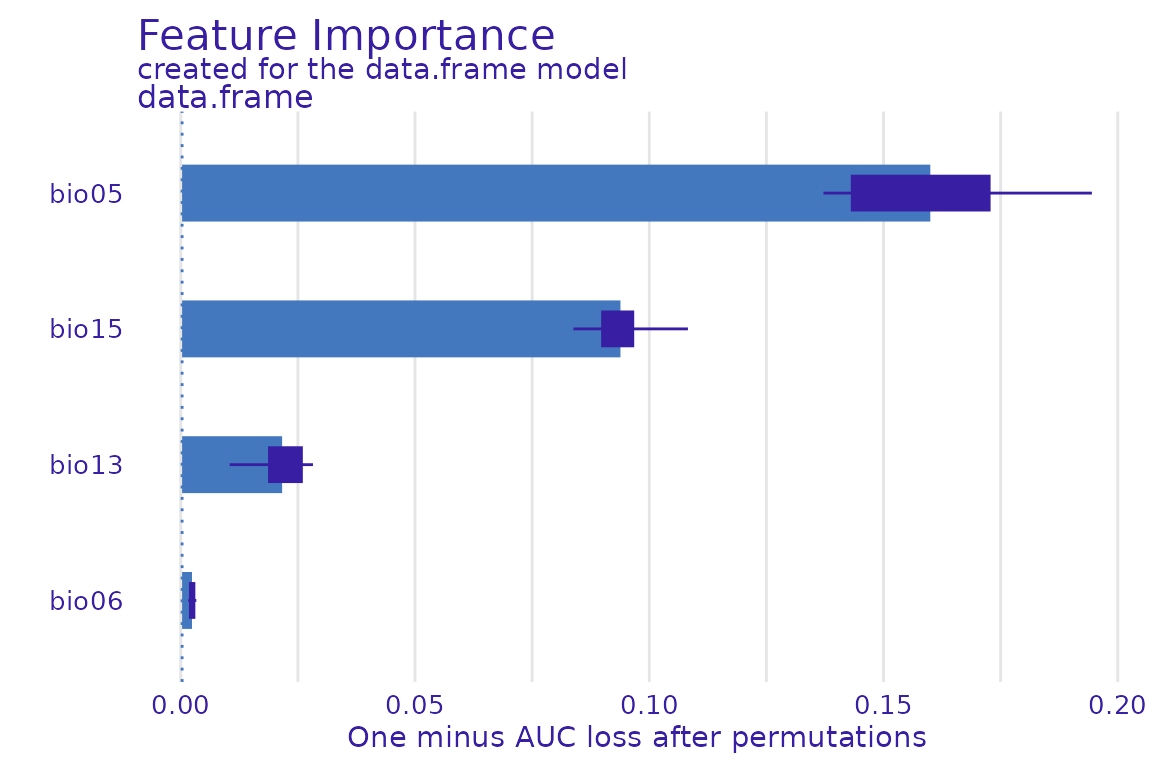 Feature Importance
created for the data.frame model
data.frame
bio05
bio15
bio13
bio06
0.00 0.05 0.10 0.15 0.20
One minus AUC loss after permutations